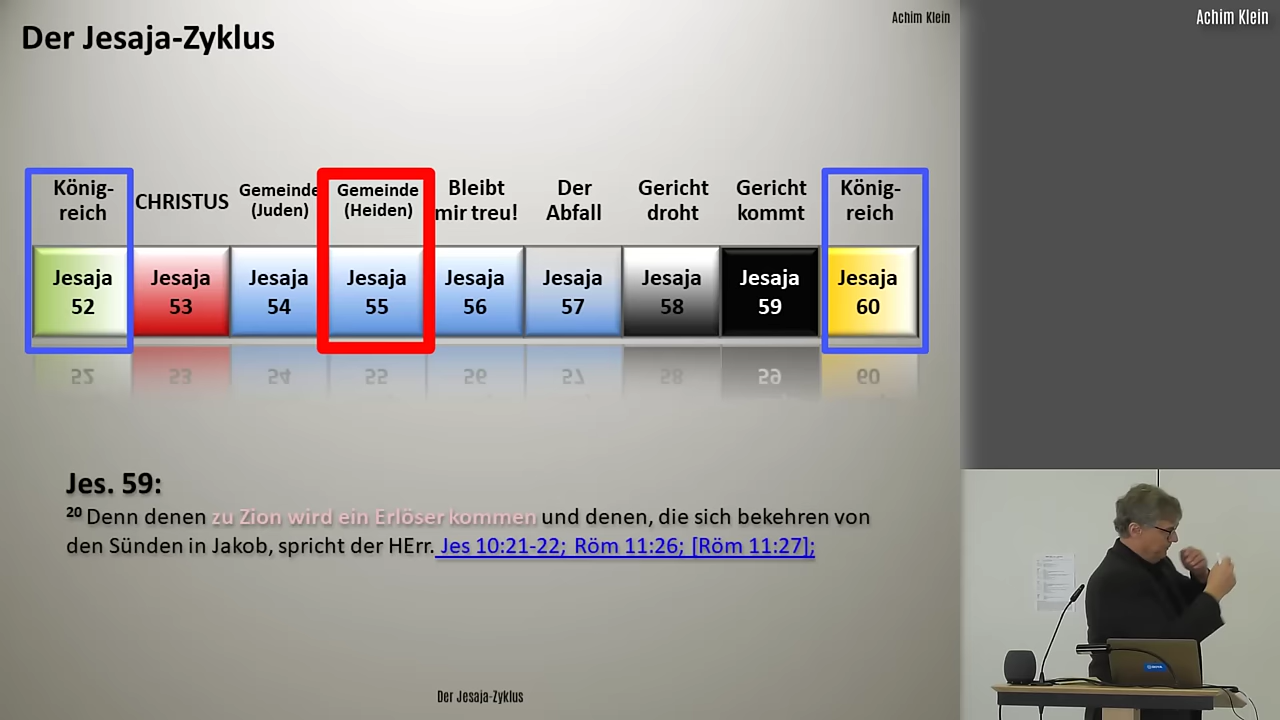 Der Jesaja-Zyklus
Achim Klein
Achim Klein
König-
reich
CHRISTUS
Gemeinde
(Juden)
Gemeinde
(Heiden)
Bleibt
mir treu!
Der
Abfall
Gericht
droht
Gericht
kommt
König-
reich
Jesaja
52
Jesaja
53
Jesaja
54
Jesaja
55
Jesaja
56
Jesaja
57
Jesaja
58
Jesaja
59
Jesaja
60
Jes. 59:
20 Denn denen zu Zion wird ein Erlöser kommen und denen, die sich bekehren von
den Sünden in Jakob, spricht der HErr. Jes 10:21-22; Röm 11:26; [Röm 11:27];
Der Jesaja-Zyklus